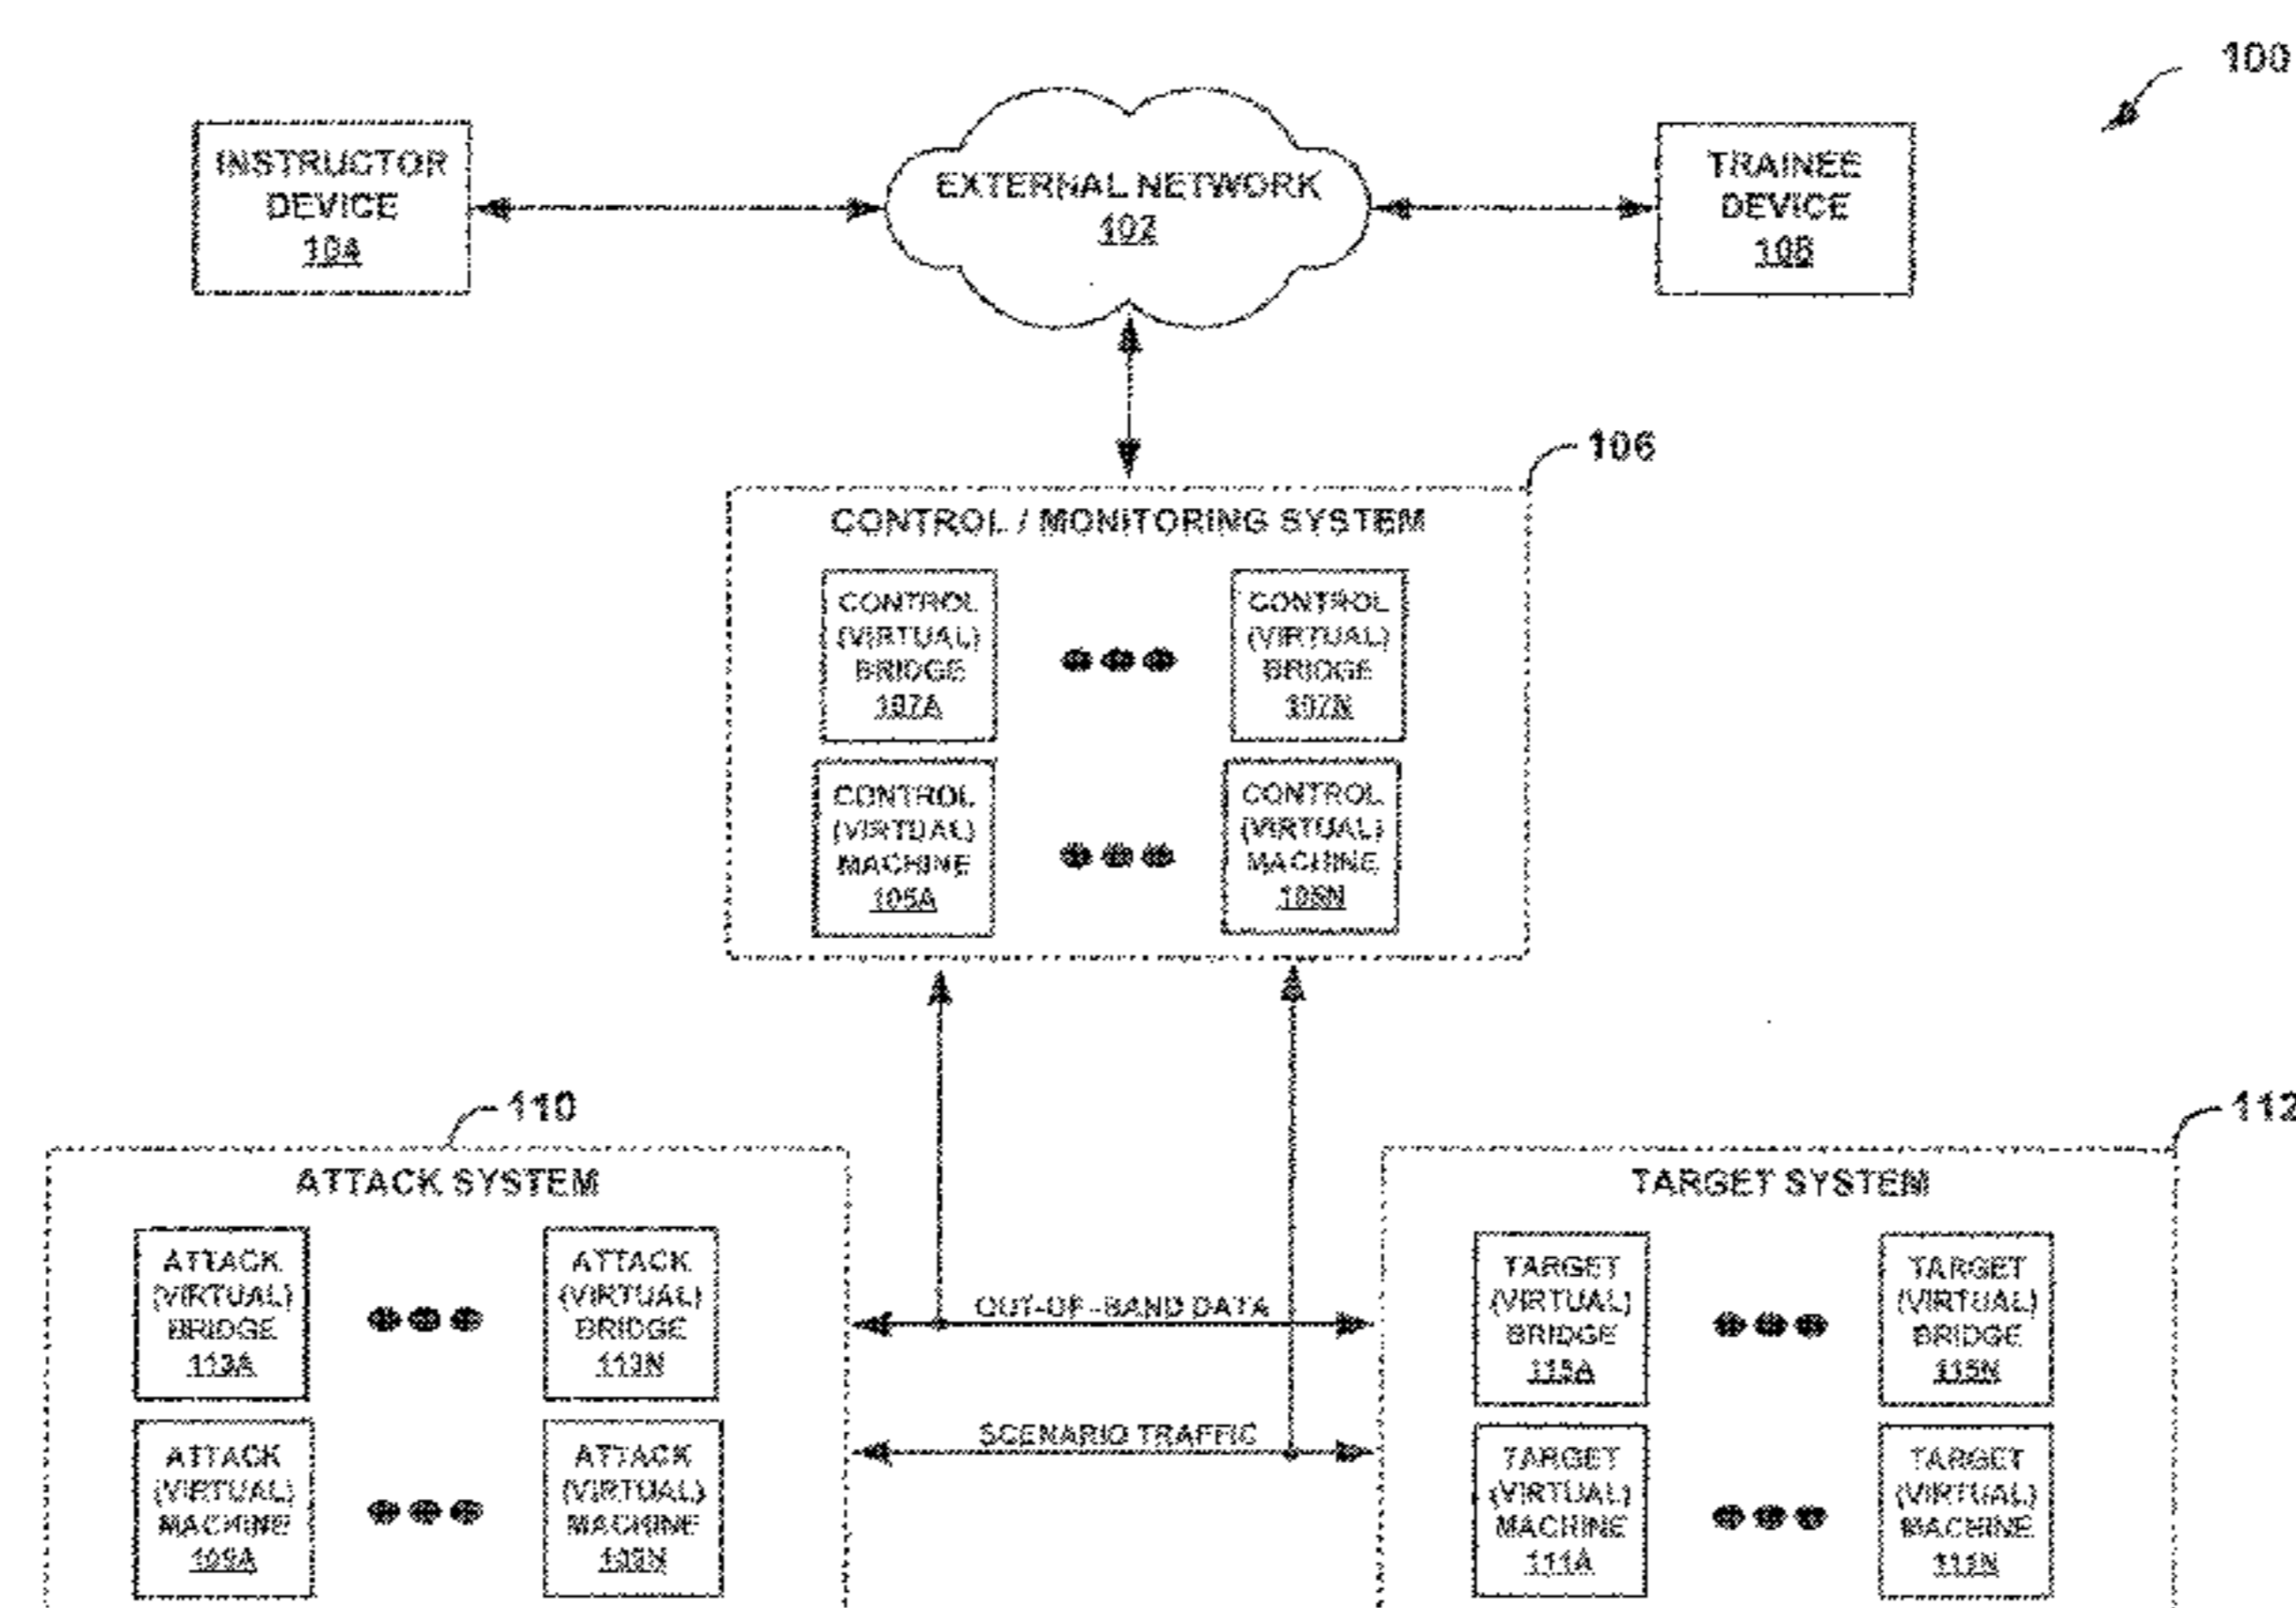 100
INSTRUCTOR
DEVICE
104
EXTERNAL NETWORK
102
TRAINEE
DEVICE
108
106
CONTROL / MONITORING SYSTEM
CONTROL
(VIRTUAL)
BRIDGE
107A
CONTROL
(VIRTUAL)
BRIDGE
107N
CONTROL
(VIRTUAL)
MACHINE
105A
CONTROL
(VIRTUAL)
MACHINE
105N
110
ATTACK SYSTEM
ATTACK
(VIRTUAL)
BRIDGE
113A
ATTACK
(VIRTUAL)
BRIDGE
113N
ATTACK
(VIRTUAL)
MACHINE
109A
ATTACK
(VIRTUAL)
MACHINE
109N
OUT-OF-BAND DATA
SCENARIO TRAFFIC
112
TARGET SYSTEM
TARGET
(VIRTUAL)
BRIDGE
115A
TARGET
(VIRTUAL)
BRIDGE
115N
TARGET
(VIRTUAL)
MACHINE
111A
TARGET
(VIRTUAL)
MACHINE
111N